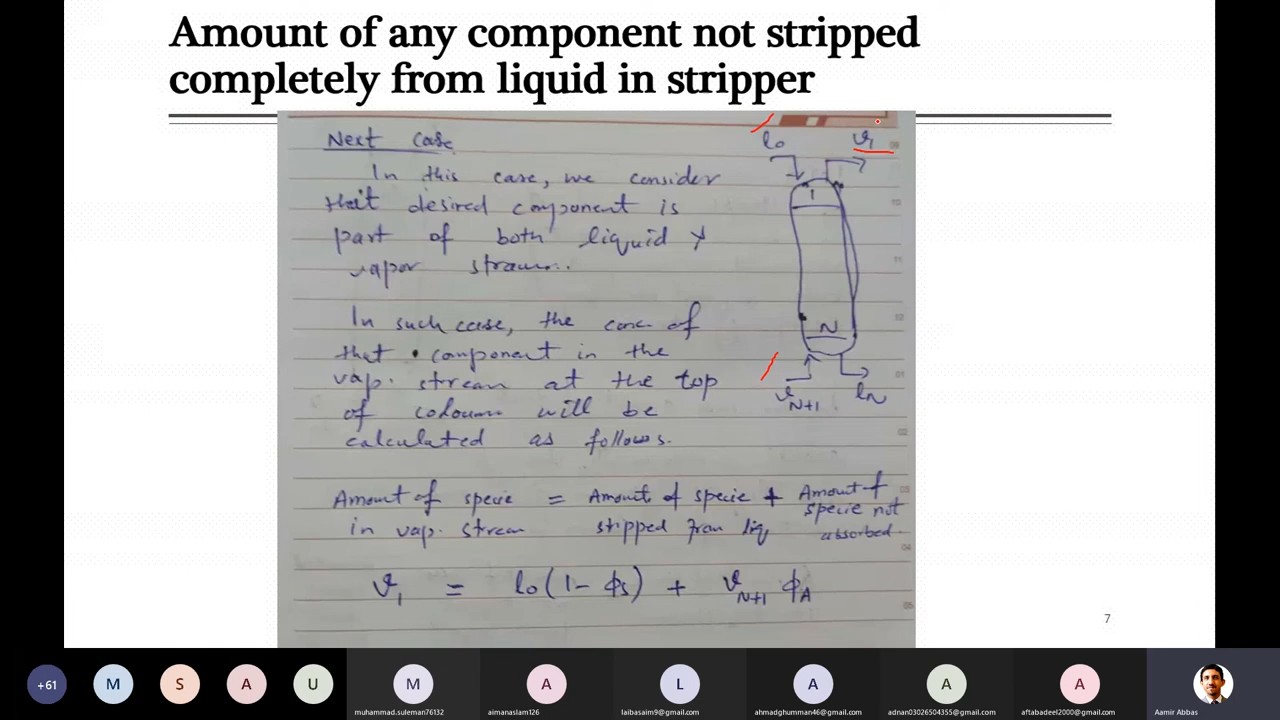 Amount of any component not stripped
completely from liquid in stripper
Next Case
In this case, we consider
that desired component is
part of both liquid &
vapor stream.
In such case, the conc. of
that component in the
vap. stream at the top
of coloumn will be
calculated as follows.
l₀
v₁
1
N
v_N+1
l_N
Amount of specie = Amount of specie + Amount of
in vap. stream stripped from liq specie not
absorbed.
v₁ = l₀(1- ϕs) + v_N+1 ϕ_A
7
+61
M
S
A
U
M
muhammad.suleman76132
A
aimanaslam126
L
laibasaim9@gmail.com
A
ahmadghumman46@gmail.com
A
adnan03026504355@gmail.com
A
aftabadeel2000@gmail.com
Aamir Abbas